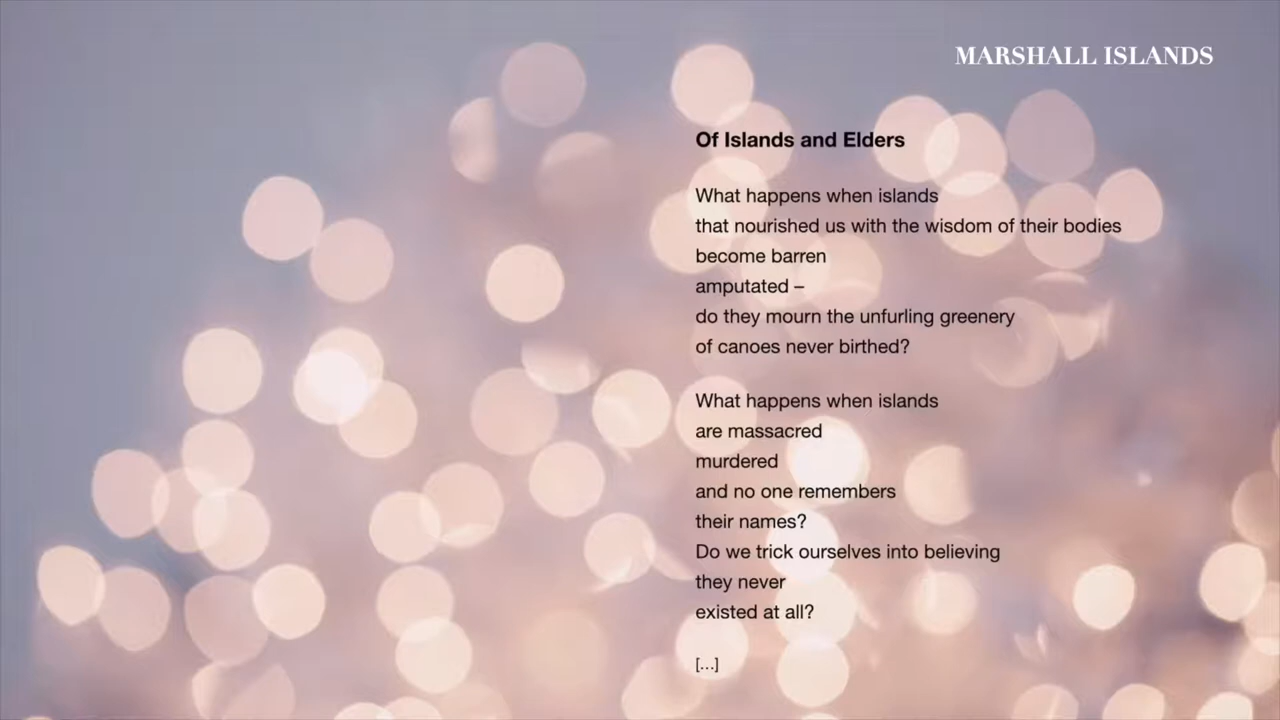 MARSHALL ISLANDS
Of Islands and Elders
What happens when islands
that nourished us with the wisdom of their bodies
become barren
amputated –
do they mourn the unfurling greenery
of canoes never birthed?
What happens when islands
are massacred
murdered
and no one remembers
their names?
Do we trick ourselves into believing
they never
existed at all?
[...]